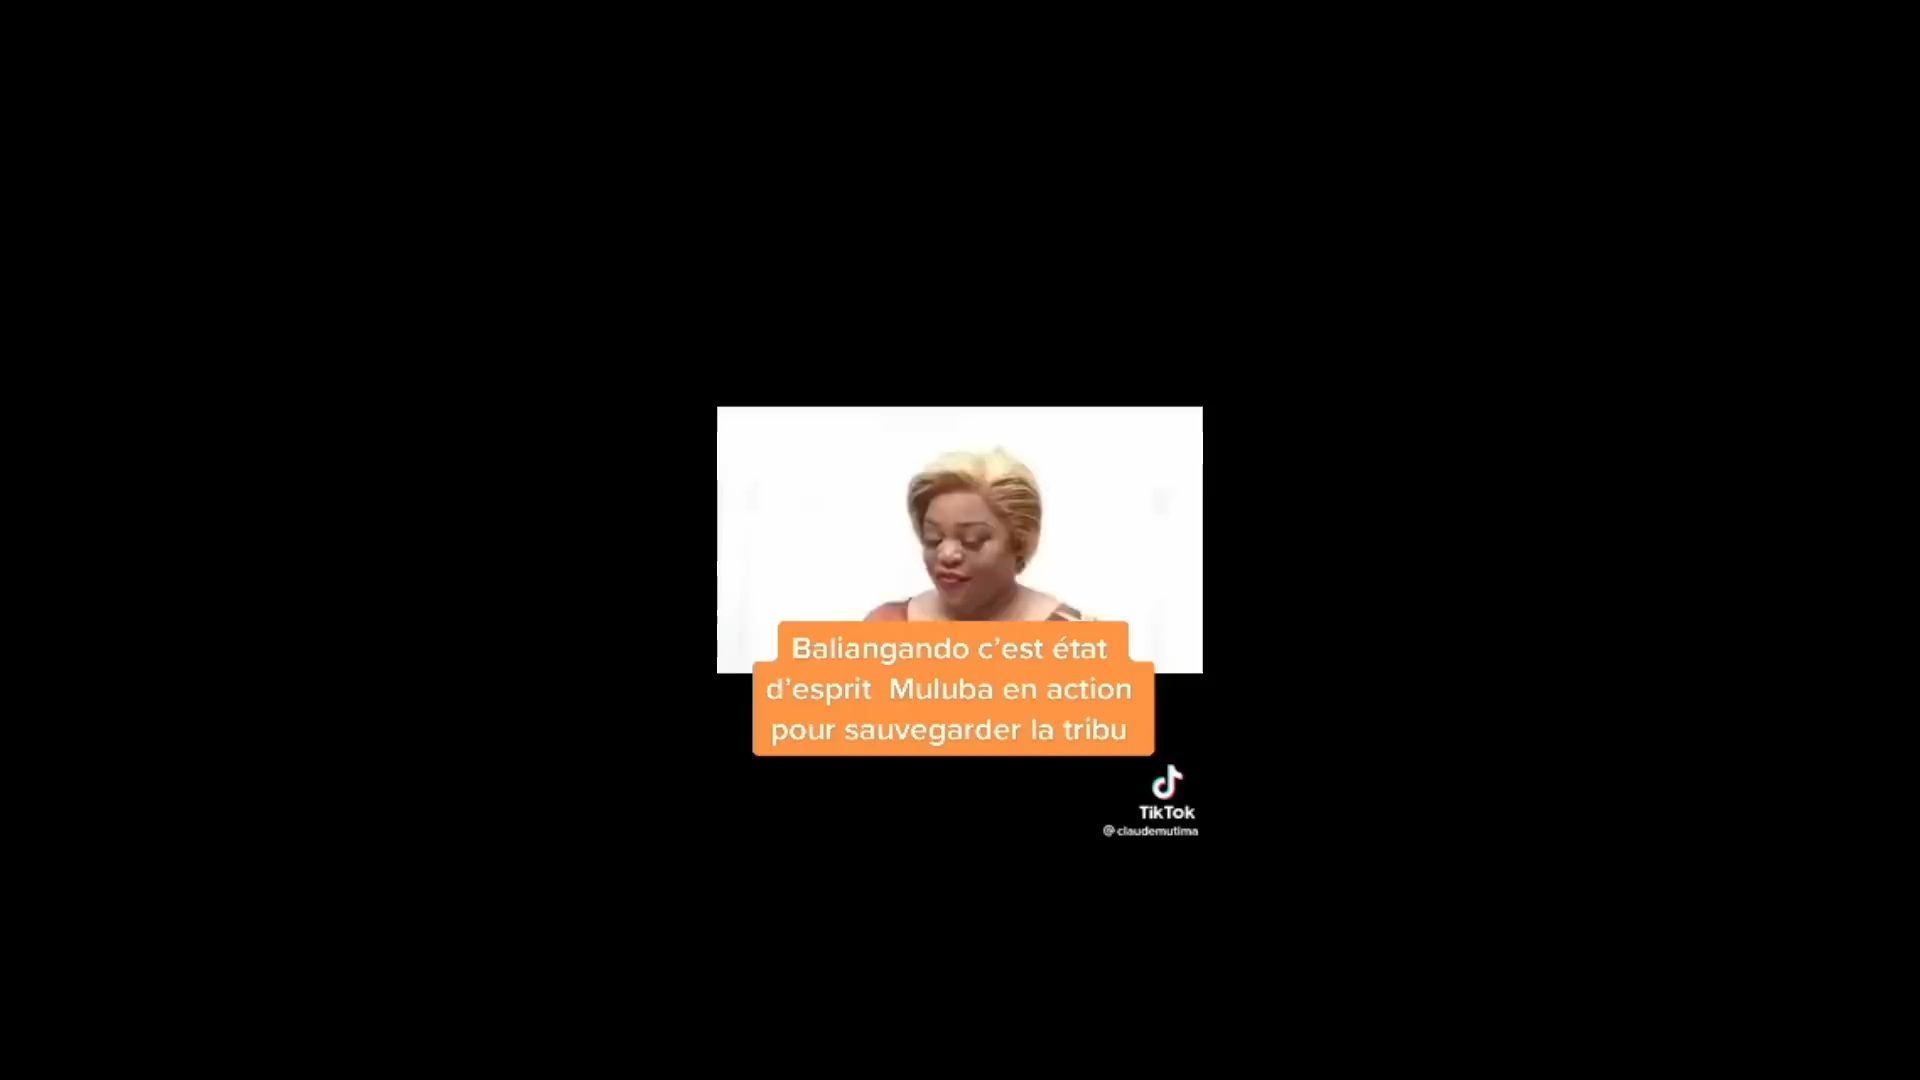 Baliangando c’est état
d’esprit  Muluba en action
pour sauvegarder la tribu
TikTok
@claudemutima